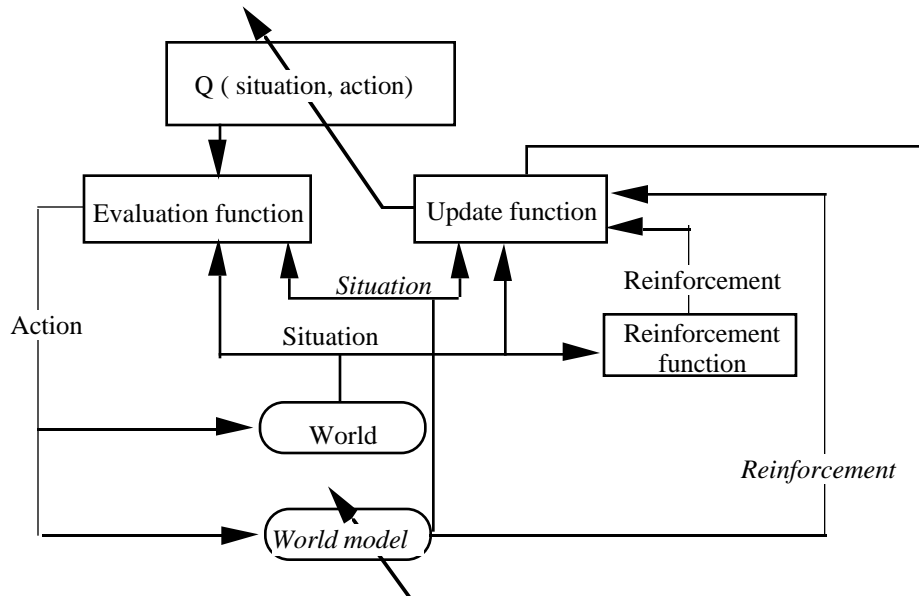 Q ( situation, action)
Evaluation function
Update function
Situation
Reinforcement
Action
Situation
Reinforcement
function
World
Reinforcement
World model